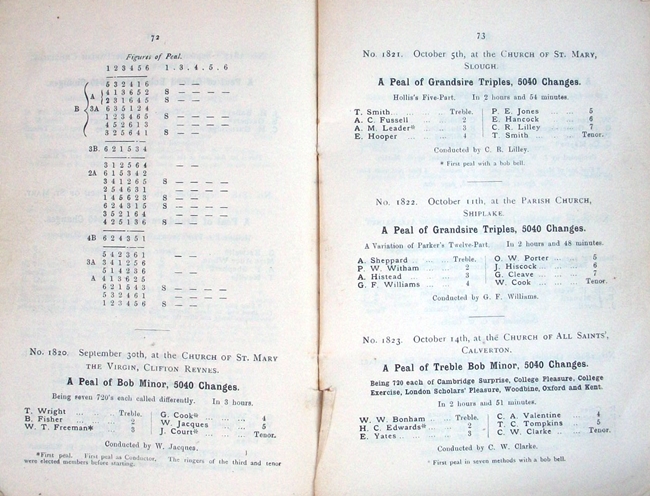 72
Figures of Peal.
1 2 3 4 5 6 1 . 3 . 4 . 5 . 6
5 3 2 4 1 6 — —
A 4 1 3 6 5 2 S — — —
2 3 1 6 4 5 S — — — —
B 3A 6 3 5 1 2 4 — —
1 2 3 4 6 5 S — — — —
4 5 2 6 1 3 — —
3 2 5 6 4 1 S — — — —
3B. 6 2 1 5 3 4
3 1 2 5 6 4 — —
2A 6 1 5 3 4 2
3 4 1 2 6 5 S — — — —
2 5 4 6 3 1 — —
1 4 5 6 2 3 S — — — —
6 2 4 3 1 5 S — — — —
3 5 2 1 6 4 — —
4 2 5 1 3 6 S — — — —
4B 6 2 4 3 5 1
5 4 2 3 6 1 — —
3A 3 4 1 2 5 6
5 1 4 2 3 6 — —
A 4 1 3 6 2 5
6 2 1 5 4 3 S — — —
5 3 2 4 6 1 — —
1 2 3 4 5 6 S — — —
No. 1820. September 30th, at the Church of St. Mary
the Virgin, Clifton Keynes.
A Peal of Bob Minor, 5040 Changes.
Being seven 720's each called differently. In 3 hours.
T. Wright ... ... Treble. G. Cook* ... ... 4
B. Fisher ... ... 2 W. Jacques ... ... 5
W. T. Freeman* ... 3 J. Court* ... ... Tenor.
Conducted by W. Jacques.
*First peal. First peal as Conductor. The ringers of the third and tenor
were elected members before starting.
73
No. 1821. October 5th, at the Church of St. Mary,
Slough.
A Peal of Grandsire Triples, 5040 Changes.
Hollis's Five-Part. In 2 hours and 54 minutes.
T. Smith ... ... Treble. P. E. Jones ... ... 5
A. C. Fussell ... ... 2 E. Hancock ... ... 6
A. M. Leader* ... ... 3 C. R. Lilley ... ... 7
E. Hooper ... ... 4 T. Smith ... ... Tenor.
Conducted by C. R. Lilley.
* First peal with a bob bell.
No. 1822. October 11th, at the Parish Church,
Shiplake.
A Peal of Grandsire Triples, 5040 Changes.
A Variation of Parker's Twelve-Part. In 2 hours and 48 minutes.
A. Sheppard ... ... Treble. O. W. Porter ... ... 5
P. W. Witham ... ... 2 J. Hiscock ... ... 6
A. Histead ... ... 3 G. Cleave ... ... 7
G. F. Williams ... ... 4 W. Cook ... ... Tenor.
Conducted by G. F. Williams.
No. 1823. October 14th, at the Church of All Saints',
Calverton.
A Peal of Treble Bob Minor, 5040 Changes.
Being 720 each of Cambridge Surprise, College Pleasure, College
Exercise, London Scholars' Pleasure, Woodbine, Oxford and Kent.
In 2 hours and 51 minutes.
W. W. Bonham ... ... Treble. C. A. Valentine ... ... 4
H. C. Edwards* ... ... 2 T. C. Tompkins ... ... 5
E. Yates ... ... 3 C. W. Clarke ... ... Tenor.
Conducted by C. W. Clarke.
* First peal in seven methods with a bob bell.